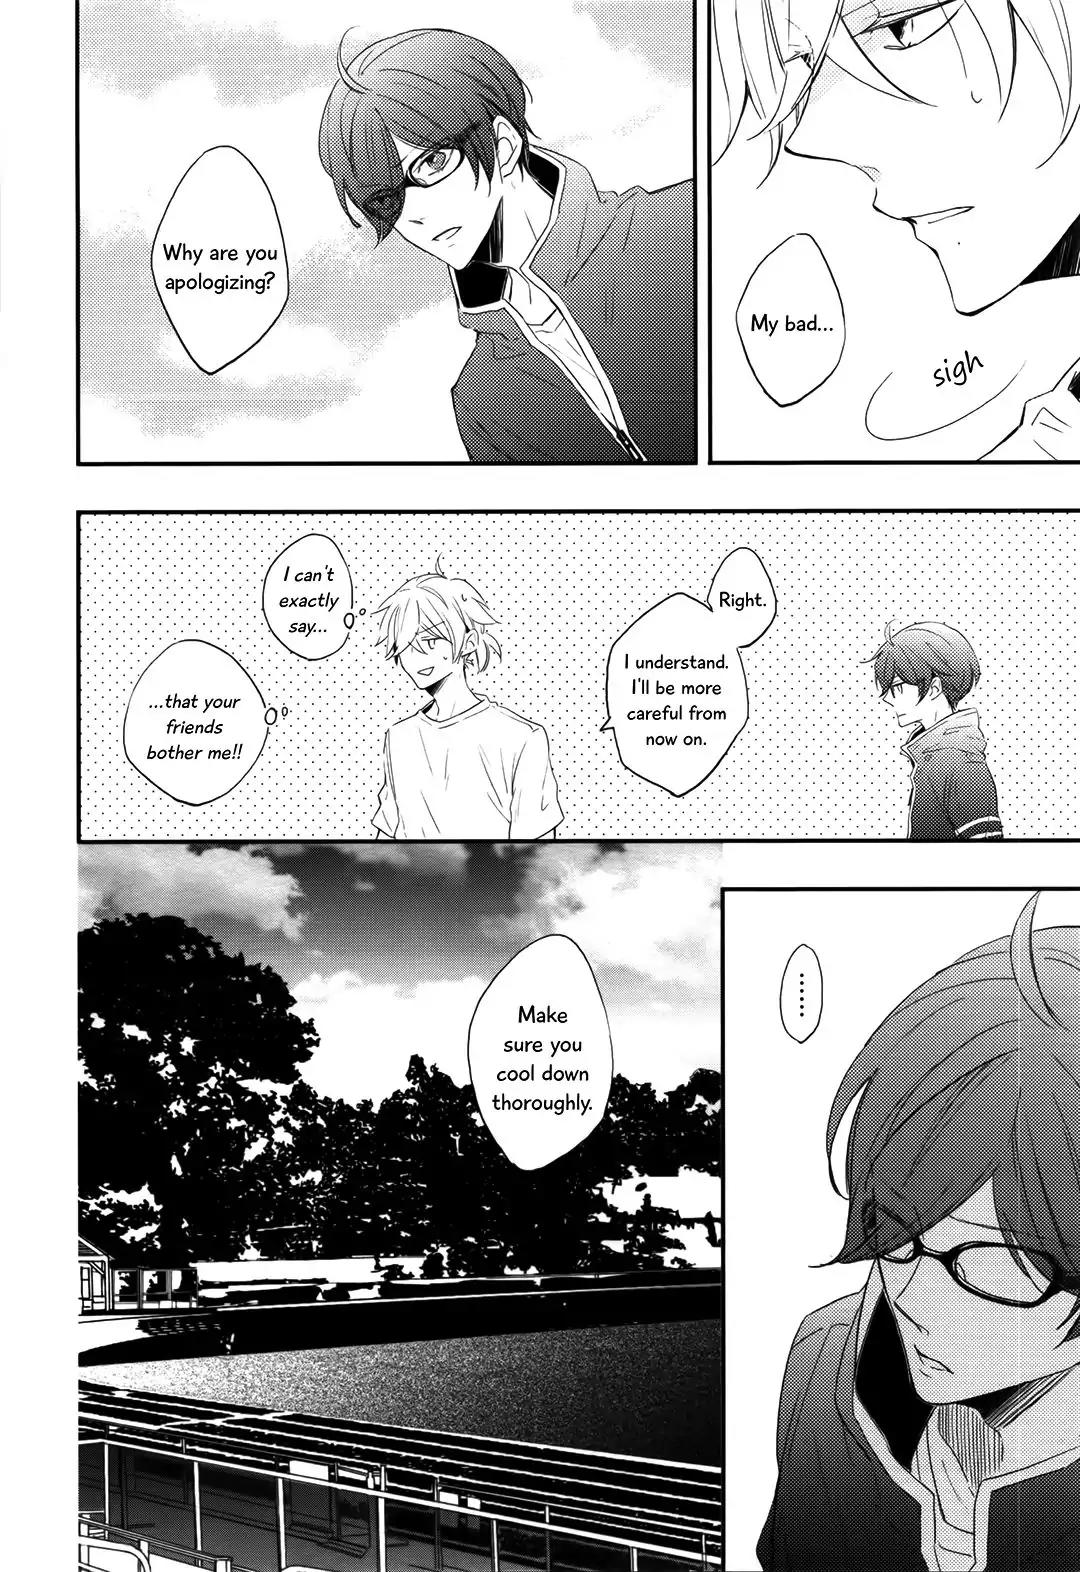 My bad...
sigh
Why are you
apologizing?
Right.
I understand.
I'll be more
careful from
now on.
I can't
exactly
say...
...that your
friends
bother me!!
.......
Make
sure you
cool down
thoroughly.